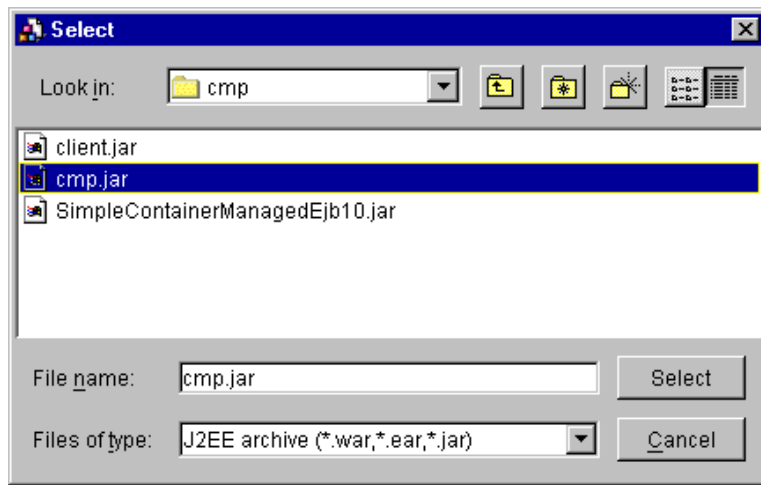 Select
Look in: cmp
client.jar
cmp.jar
SimpleContainerManagedEjb10.jar
File name: cmp.jar Select
Files of type: J2EE archive (*.war,*.ear,*.jar) Cancel